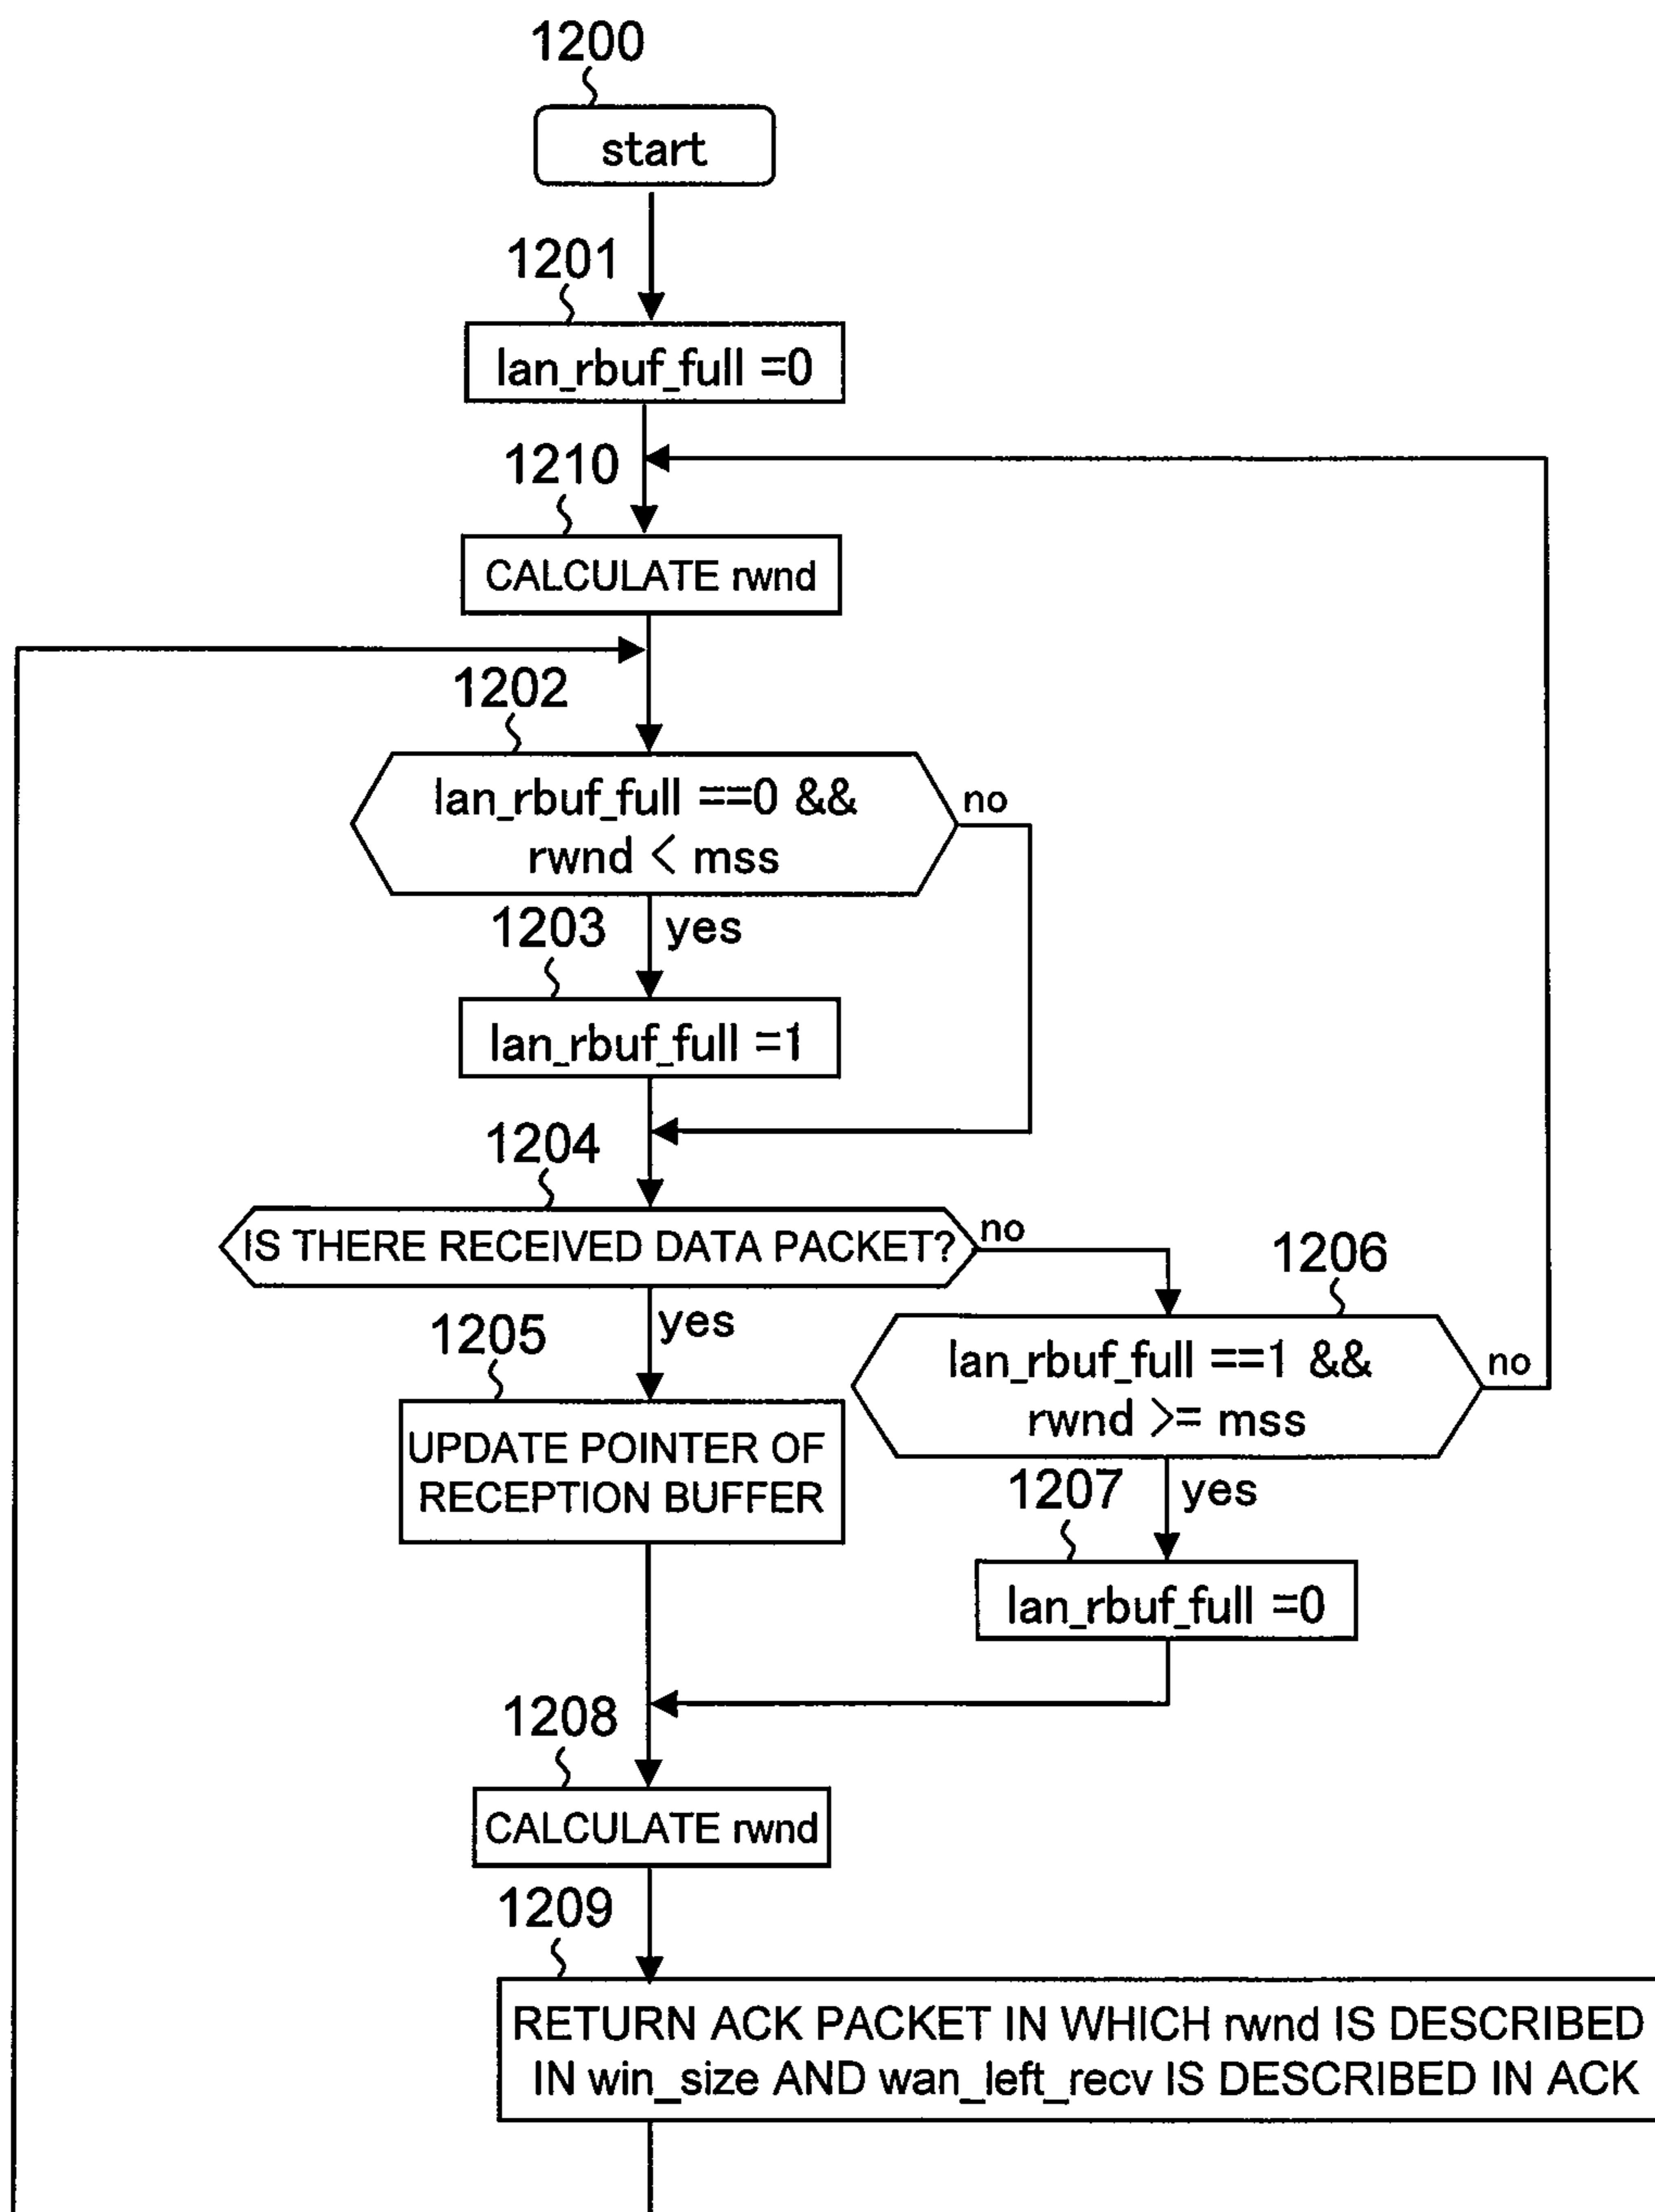 1200
start
1201
lan_rbuf_full =0
1210
CALCULATE rwnd
1202
lan_rbuf_full ==0 &&
rwnd < mss
no
1203
yes
lan_rbuf_full =1
1204
IS THERE RECEIVED DATA PACKET?
no
1206
1205
yes
lan_rbuf_full ==1 &&
rwnd >= mss
no
UPDATE POINTER OF
RECEPTION BUFFER
1207
yes
lan_rbuf_full =0
1208
CALCULATE rwnd
1209
RETURN ACK PACKET IN WHICH rwnd IS DESCRIBED
IN win_size AND wan_left_recv IS DESCRIBED IN ACK